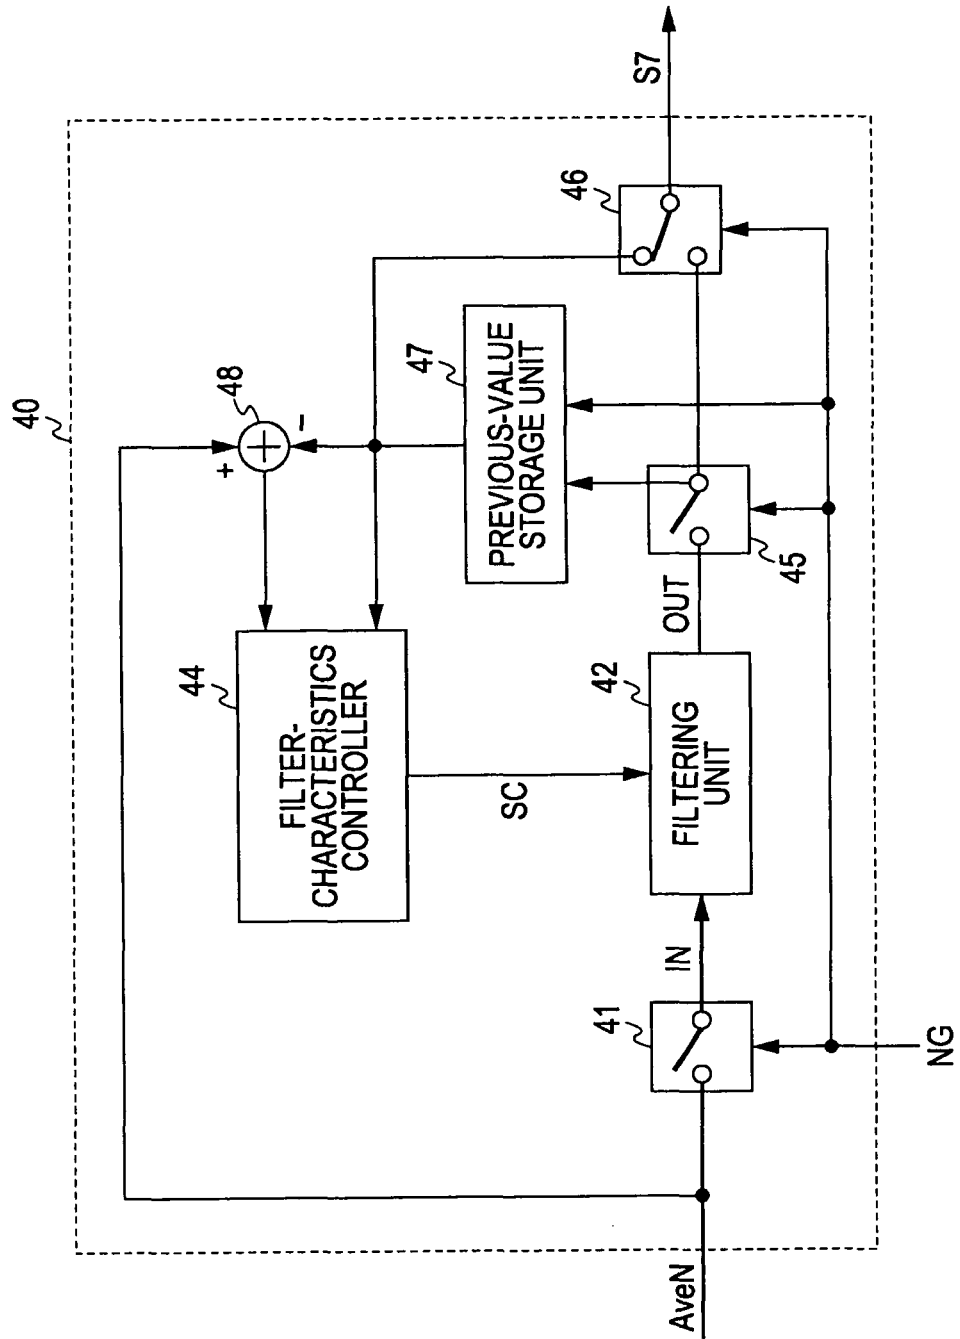 40
S7
46
48
+
-
47
PREVIOUS-VALUE
STORAGE UNIT
44
FILTER-
CHARACTERISTICS
CONTROLLER
SC
45
OUT
42
FILTERING
UNIT
IN
41
AveN
NG